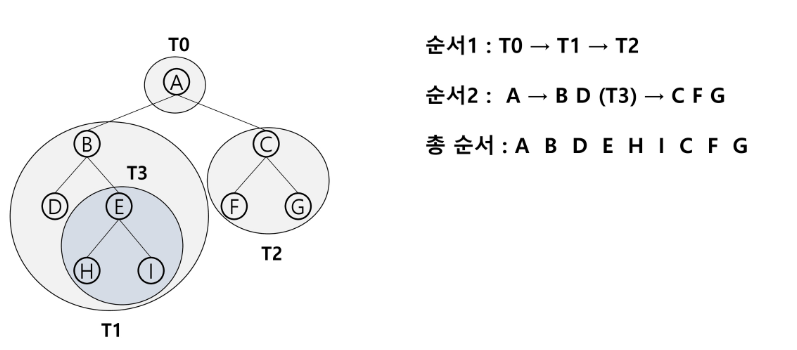 T0
A
B
C
T3
D
E
F
G
T2
H
I
T1
순서1 : T0 → T1 → T2
순서2 : A → B D (T3) → C F G
총 순서 : A B D E H I C F G